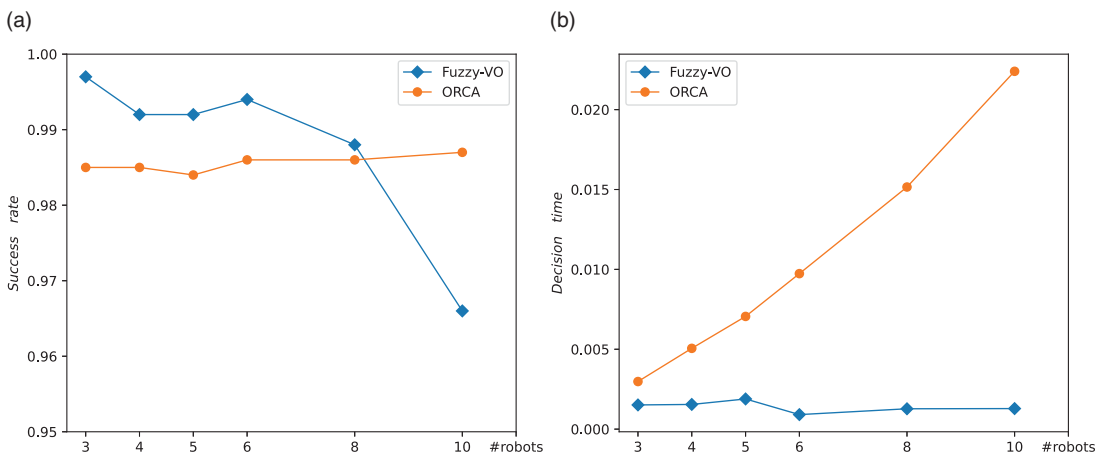 (a)
1.00
0.99
0.98
0.97
0.96
0.95
Success rate
Fuzzy-VO
ORCA
3 4 5 6 8 10 #robots
(b)
0.020
0.015
0.010
0.005
0.000
Decision time
Fuzzy-VO
ORCA
3 4 5 6 8 10 #robots